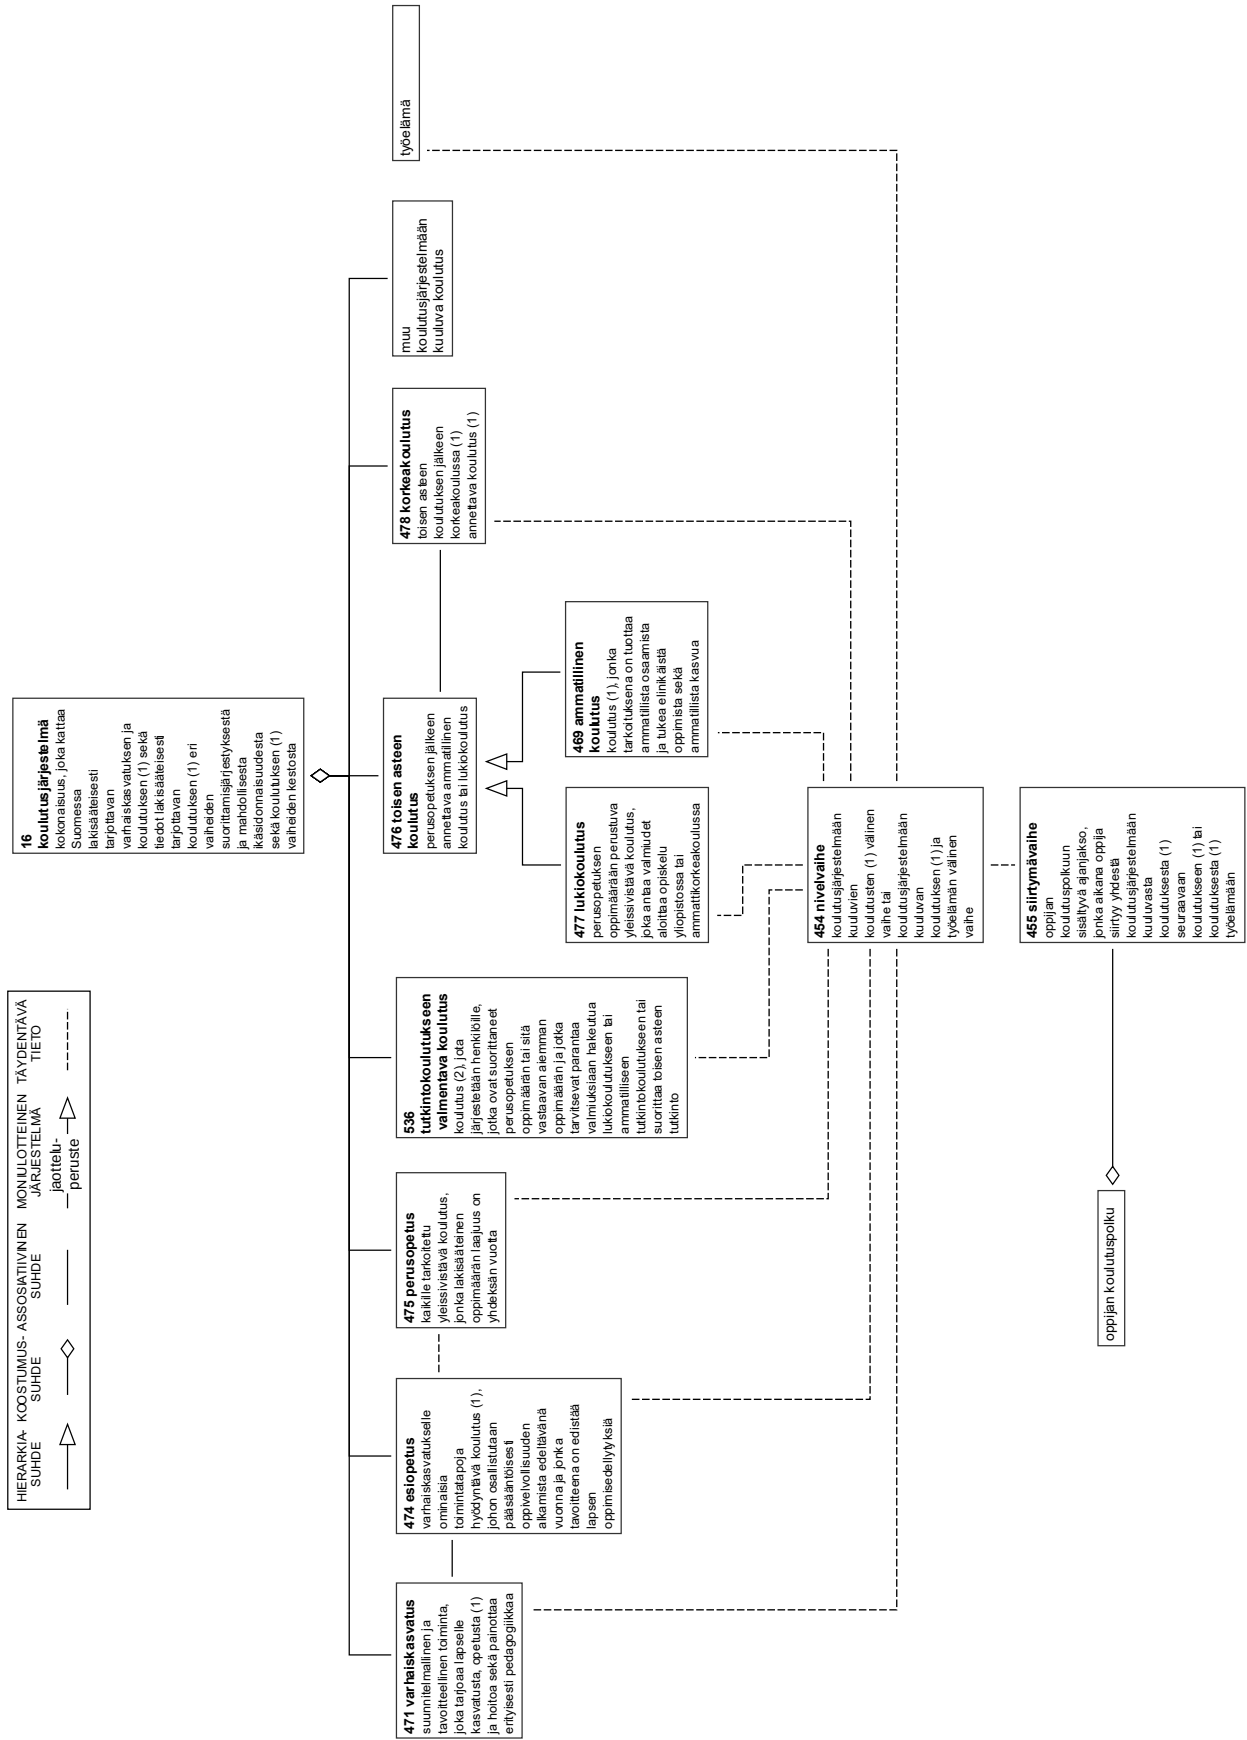 HIERARKIA-
SUHDE
KOOSTUMUS-
SUHDE
ASSOSIATIIVINEN
SUHDE
MONIULOTTEINEN
JÄRJESTELMÄ
jaottelu-
peruste
TÄYDENTÄVÄ
TIETO
16
koulutusjärjestelmä
kokonaisuus, joka kattaa
Suomessa
lakisääteisesti
tarjottavan
varhaiskasvatuksen ja
koulutuksen (1) sekä
tiedot lakisääteisesti
tarjottavan
koulutuksen (1) eri
vaiheiden
suorittamisjärjestyksestä
ja mahdollisesta
ikäsidonnaisuudesta
sekä koulutuksen (1)
vaiheiden kestosta
471 varhaiskasvatus
suunnitelmallinen ja
tavoitteellinen toiminta,
joka tarjoaa lapselle
kasvatusta, opetusta (1)
ja hoitoa sekä painottaa
erityisesti pedagogiikkaa
474 esiopetus
varhaiskasvatukselle
ominaisia
toimintatapoja
hyödyntävä koulutus (1),
johon osallistutaan
pääsääntöisesti
oppivelvollisuuden
alkamista edeltävänä
vuonna ja jonka
tavoitteena on edistää
lapsen
oppimisedellytyksiä
475 perusopetus
kaikille tarkoitettu
yleissivistävä koulutus,
jonka lakisääteinen
oppimäärän laajuus on
yhdeksän vuotta
536
tutkintokoulutukseen
valmentava koulutus
koulutus (2), jota
järjestetään henkilöille,
jotka ovat suorittaneet
perusopetuksen
oppimäärän tai sitä
vastaavan aiemman
oppimäärän ja jotka
tarvitsevat parantaa
valmiuksiaan hakeutua
lukiokoulutukseen tai
ammatilliseen
tutkintokoulutukseen tai
suorittaa toisen asteen
tutkinto
476 toisen asteen
koulutus
perusopetuksen jälkeen
annettava ammatillinen
koulutus tai lukiokoulutus
478 korkeakoulutus
toisen asteen
koulutuksen jälkeen
korkeakoulussa (1)
annettava koulutus (1)
muu
koulutusjärjestelmään
kuuluva koulutus
työelämä
477 lukiokoulutus
perusopetuksen
oppimäärään perustuva
yleissivistävä koulutus,
joka antaa valmiudet
aloittaa opiskelu
yliopistossa tai
ammattikorkeakoulussa
469 ammatillinen
koulutus
koulutus (1), jonka
tarkoituksena on tuottaa
ammatillista osaamista
ja tukea elinikäistä
oppimista sekä
ammatillista kasvua
454 nivelvaihe
koulutusjärjestelmään
kuuluvien
koulutusten (1) välinen
vaihe tai
koulutusjärjestelmään
kuuluvan
koulutuksen (1) ja
työelämän välinen
vaihe
455 siirtymävaihe
oppijan
koulutuspolkuun
sisältyvä ajanjakso,
jonka aikana oppija
siirtyy yhdestä
koulutusjärjestelmään
kuuluvasta
koulutuksesta (1)
seuraavaan
koulutukseen (1) tai
koulutuksesta (1)
työelämään
oppijan koulutuspolku